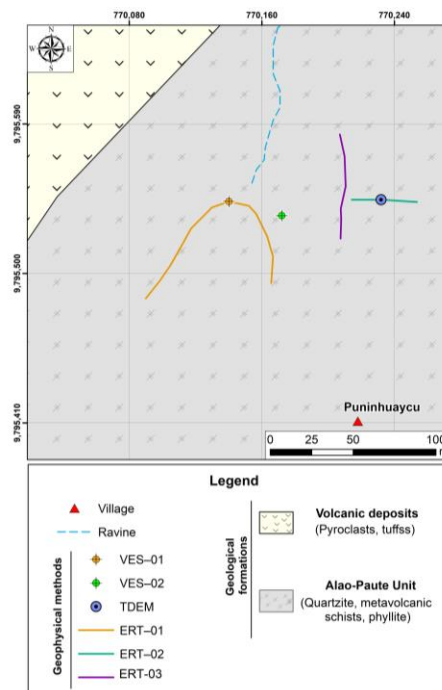 770,080
770,160
770,240
N
W
E
S
9,795,590
9,795,500
9,795,410
Puninhuaycu
0 25 50 100
m
Legend
Village
Ravine
Geophysical methods
VES–01
VES–02
TDEM
ERT–01
ERT–02
ERT-03
Geological formations
Volcanic deposits
(Pyroclasts, tuffss)
Alao-Paute Unit
(Quartzite, metavolcanic
schists, phyllite)